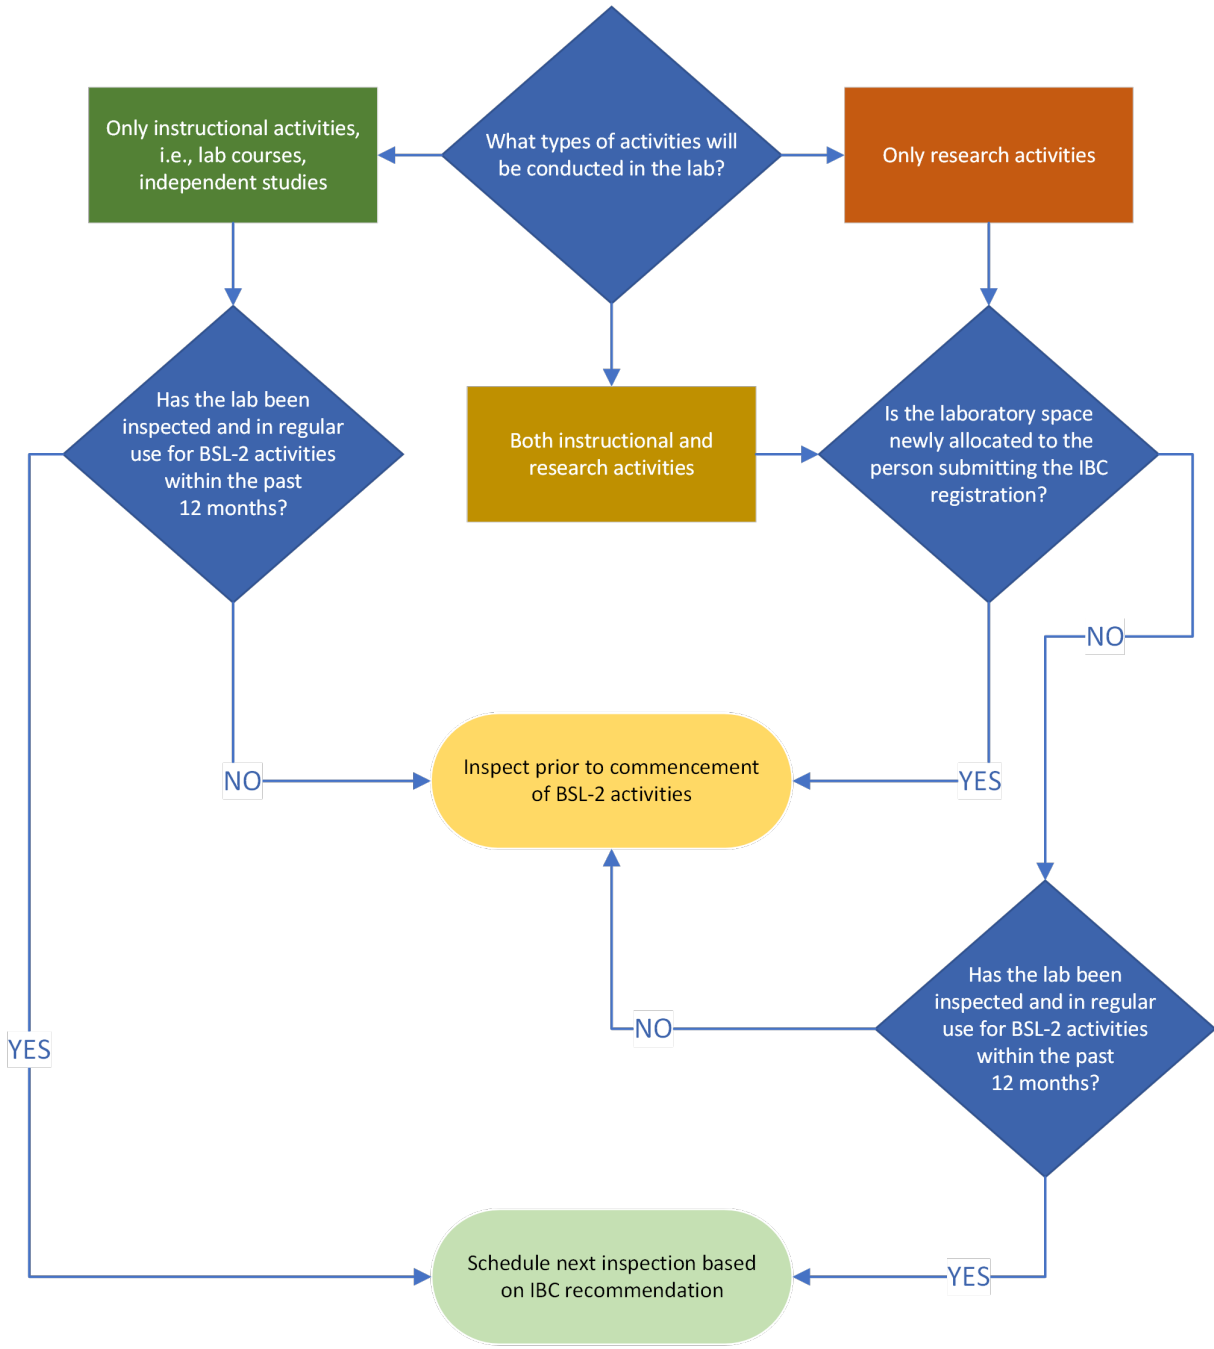 What types of activities will
be conducted in the lab?
Only instructional activities,
i.e., lab courses,
independent studies
Only research activities
Both instructional and
research activities
Has the lab been
inspected and in regular
use for BSL-2 activities
within the past
12 months?
Is the laboratory space
newly allocated to the
person submitting the IBC
registration?
NO
NO
YES
Inspect prior to commencement
of BSL-2 activities
Has the lab been
inspected and in regular
use for BSL-2 activities
within the past
12 months?
NO
YES
YES
Schedule next inspection based
on IBC recommendation